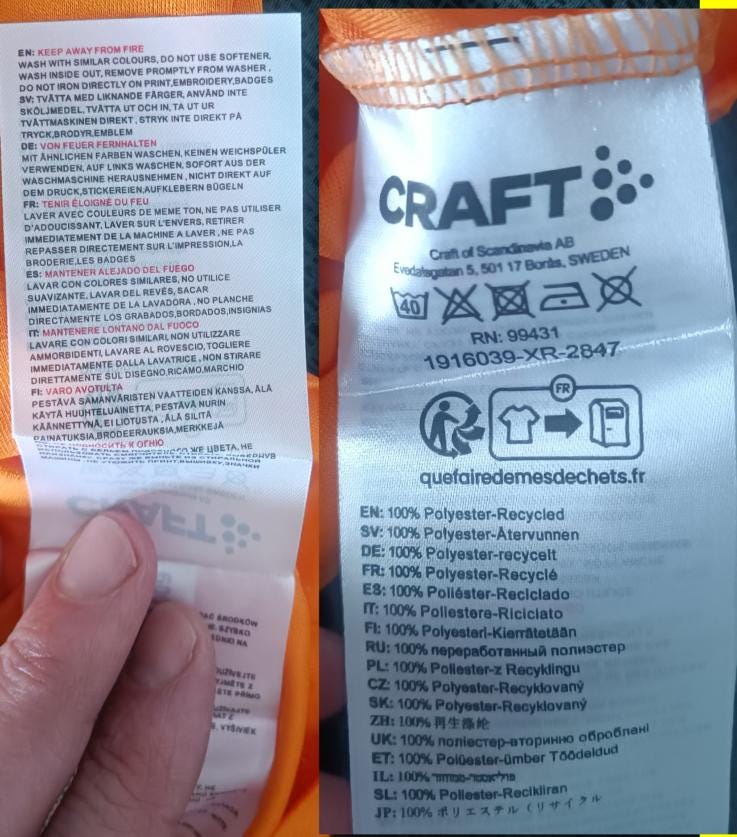 EN: KEEP AWAY FROM FIRE
WASH WITH SIMILAR COLOURS, DO NOT USE SOFTENER,
WASH INSIDE OUT, REMOVE PROMPTLY FROM WASHER ,
DO NOT IRON DIRECTLY ON PRINT,EMBROIDERY,BADGES
SV: TVÄTTA MED LIKNANDE FÄRGER, ANVÄND INTE
SKÖLJMEDEL, TVÄTTA UT OCH IN, TA UT UR
TVÄTTMASKINEN DIREKT , STRYK INTE DIREKT PÅ
TRYCK,BRODYR,EMBLEM
DE: VON FEUER FERNHALTEN
MIT ÄHNLICHEN FARBEN WASCHEN, KEINEN WEICHSPÜLER
VERWENDEN, AUF LINKS WASCHEN, SOFORT AUS DER
WASCHMASCHINE HERAUSNEHMEN , NICHT DIREKT AUF
DEM DRUCK,STICKEREIEN,AUFKLEBERN BÜGELN
FR: TENIR ÉLOIGNÉ DU FEU
LAVER AVEC COULEURS DE MEME TON, NE PAS UTILISER
D'ADOUCISSANT, LAVER SUR L'ENVERS, RETIRER
IMMEDIATEMENT DE LA MACHINE A LAVER , NE PAS
REPASSER DIRECTEMENT SUR L'IMPRESSION,LA
BRODERIE,LES BADGES
ES: MANTENER ALEJADO DEL FUEGO
LAVAR CON COLORES SIMILARES, NO UTILICE
SUAVIZANTE, LAVAR DEL REVÉS, SACAR
IMMEDIATAMENTE DE LA LAVADORA , NO PLANCHE
DIRECTAMENTE LOS GRABADOS,BORDADOS,INSIGNIAS
IT: MANTENERE LONTANO DAL FUOCO
LAVARE CON COLORI SIMILARI, NON UTILIZZARE
AMMORBIDENTI, LAVARE AL ROVESCIO, TOGLIERE
IMMEDIATAMENTE DALLA LAVATRICE , NON STIRARE
DIRETTAMENTE SUL DISEGNO,RICAMO,MARCHIO
FI: VARO AVOTULTA
PESTÄVÄ SAMANVÄRISTEN VAATTEIDEN KANSSA, ÄLÄ
KÄYTÄ HUUHTELUAINETTA, PESTÄVÄ NURIN
KÄÄNNETTYNÄ, EI LIOTUSTA , ÄLÄ SILITÄ
PAINATUKSIA,BRODEERAUKSIA,MERKKEJÄ
CRAFT
Craft of Scandinavia AB
Evedalsgatan 5, 501 17 Borås, SWEDEN
40
RN: 99431
1916039-XR-2847
FR
quefairedemesdechets.fr
EN: 100% Polyester-Recycled
SV: 100% Polyester-Återvunnen
DE: 100% Polyester-recycelt
FR: 100% Polyester-Recyclé
ES: 100% Poliéster-Reciclado
IT: 100% Poliestere-Riciclato
FI: 100% Polyesteri-Kierrätetään
RU: 100% переработанный полиэстер
PL: 100% Poliester-z Recyklingu
CZ: 100% Polyester-Recyklovaný
SK: 100% Polyester-Recyklovaný
ZH: 100% 再生涤纶
UK: 100% поліестер-вторинно оброблані
ET: 100% Polüester-ümber Töödeldud
IL: 100%
SL: 100% Poliester-Recikliran
JP: 100% ポリエステル (リサイクル